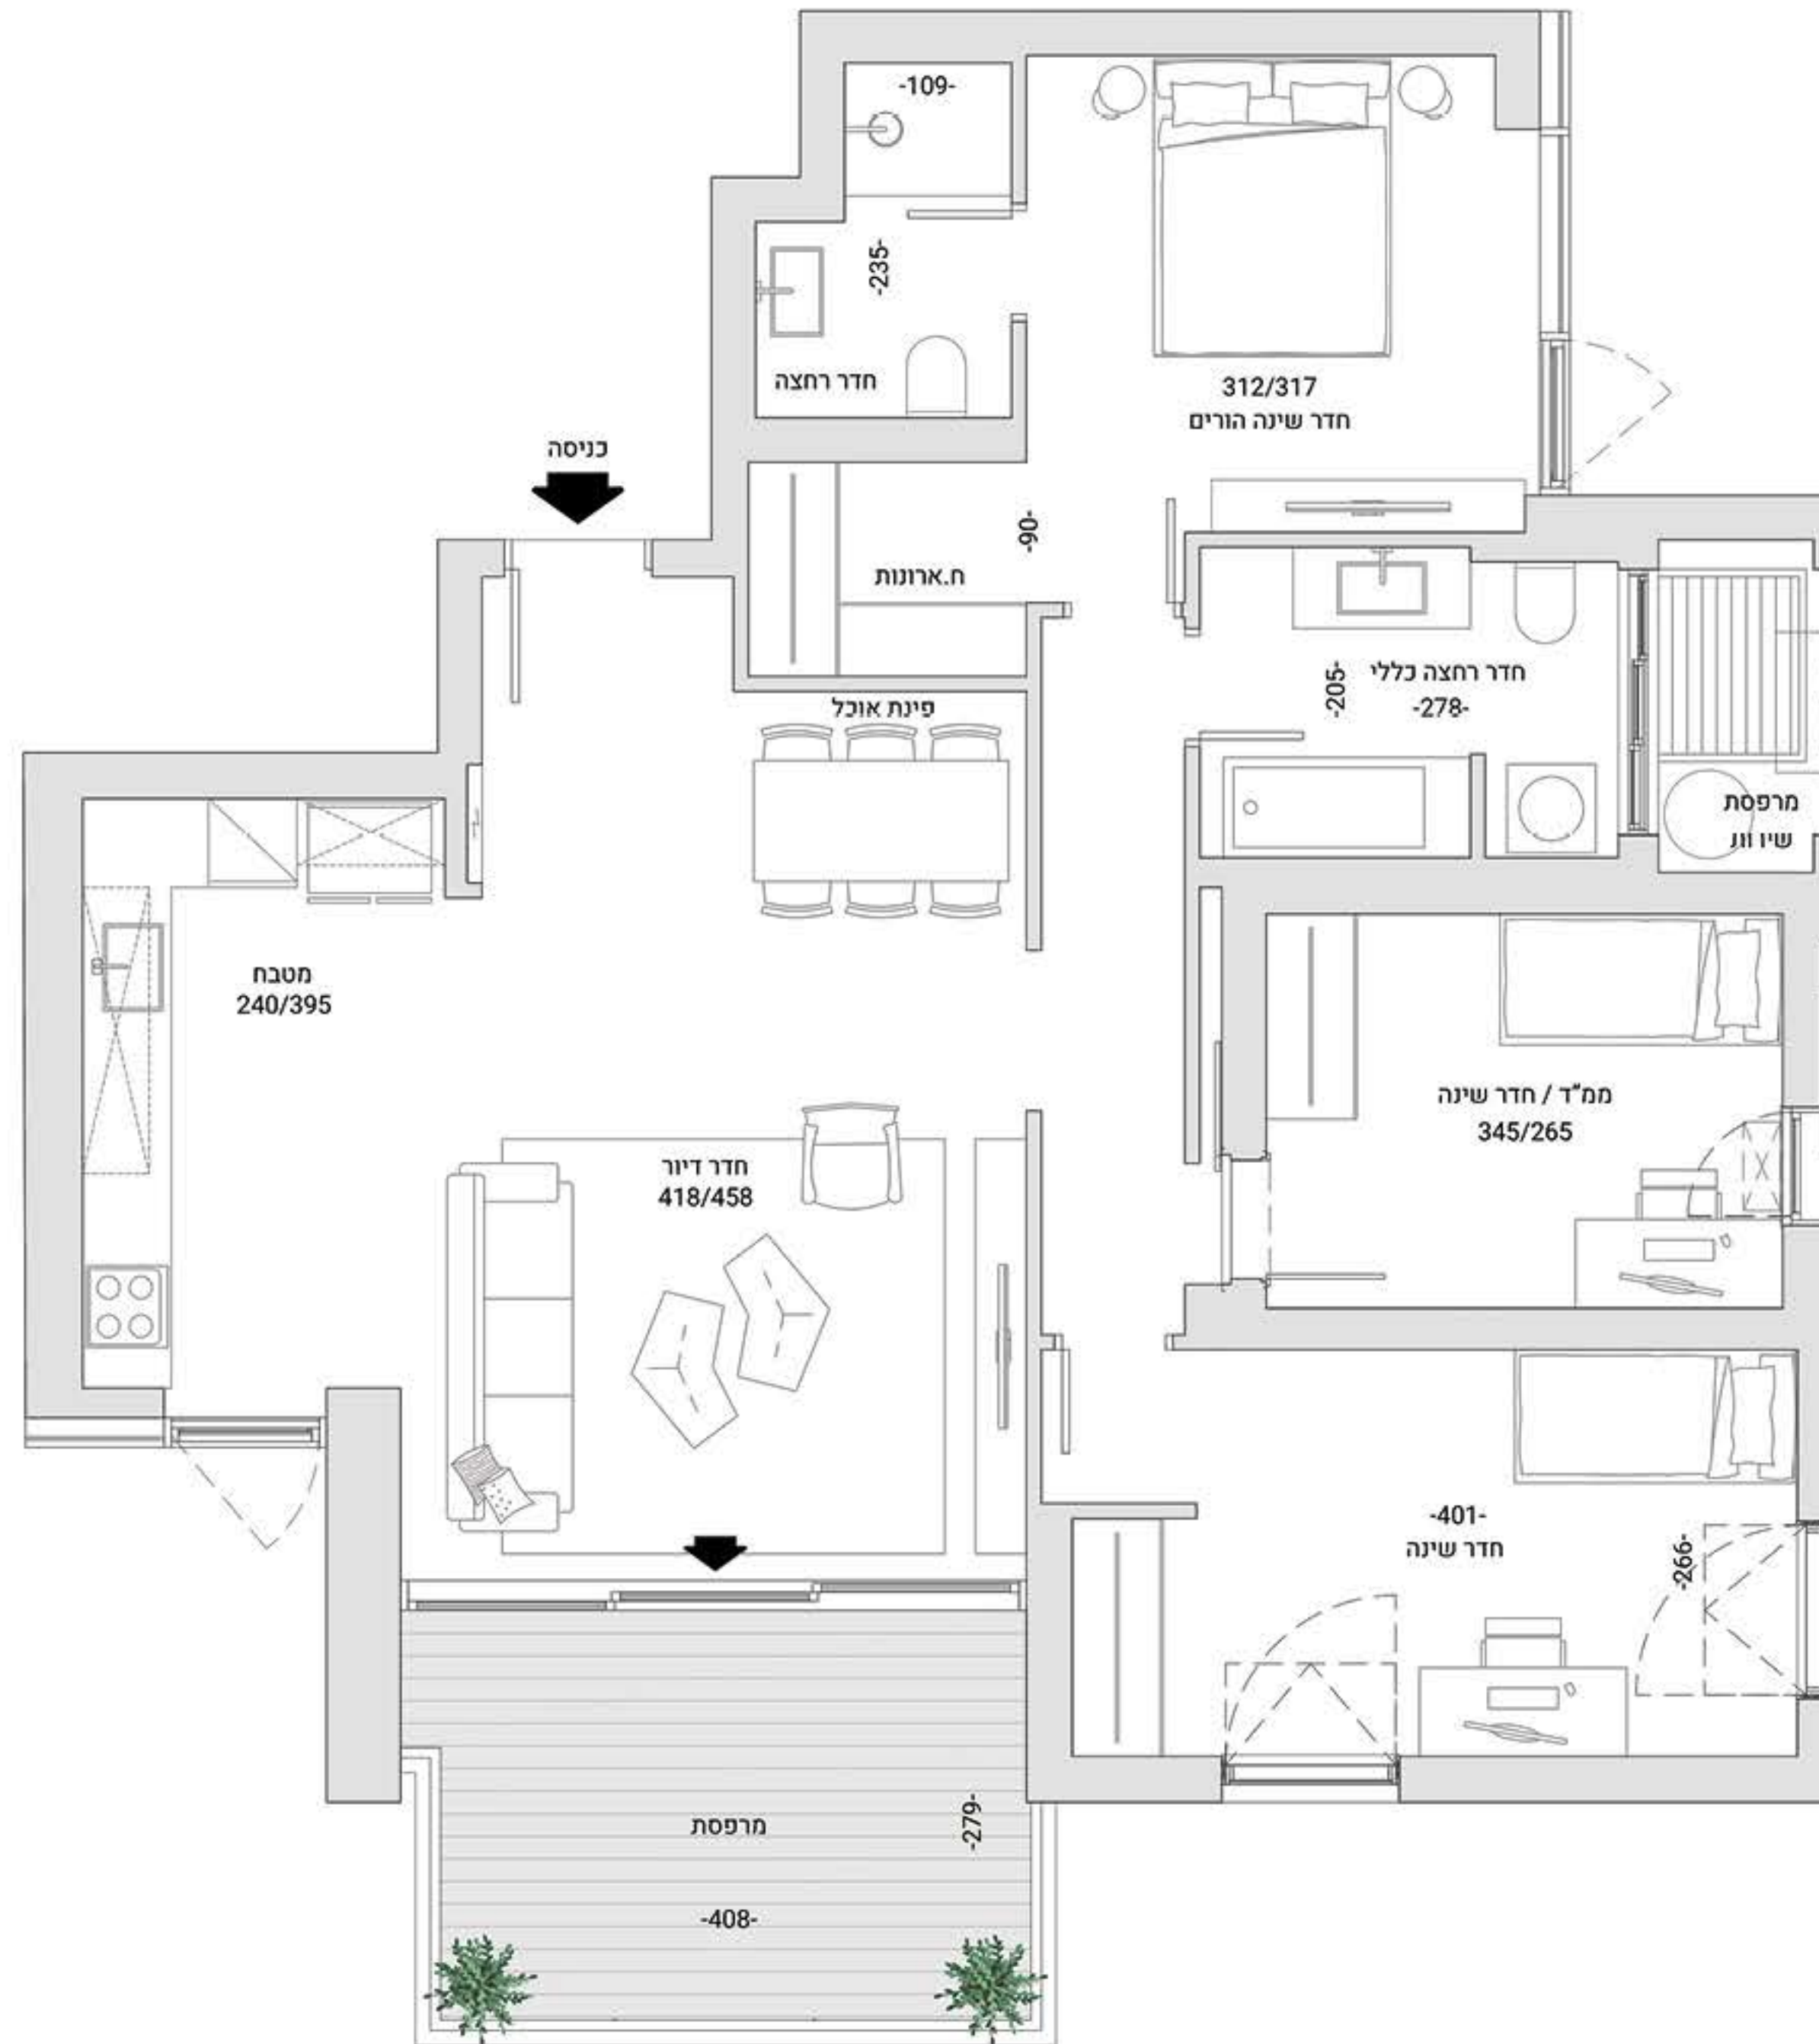 -109-
-235-
חדר רחצה
312/317
חדר שינה הורים
כניסה
-90-
ח.ארונות
פינת אוכל
-205-
חדר רחצה כללי
-278-
מרפסת
מטבח
240/395
ממ"ד / חדר שינה
345/265
חדר דיור
418/458
-401-
חדר שינה
-266-
מרפסת
-279-
-408-